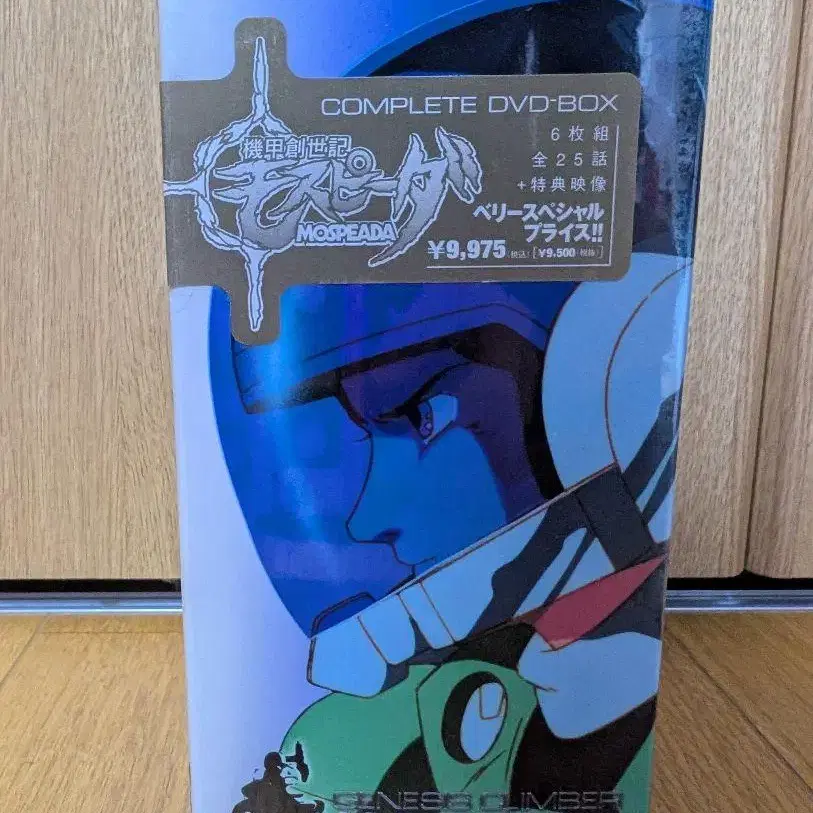 COMPLETE DVD-BOX
6枚組
全25話
+特典映像
機甲創世記
モスピーダ
MOSPEADA
ベリースペシャル
プライス!!
¥9,975(税込)[¥9,500(税抜)]
GENESIS CLIMBER